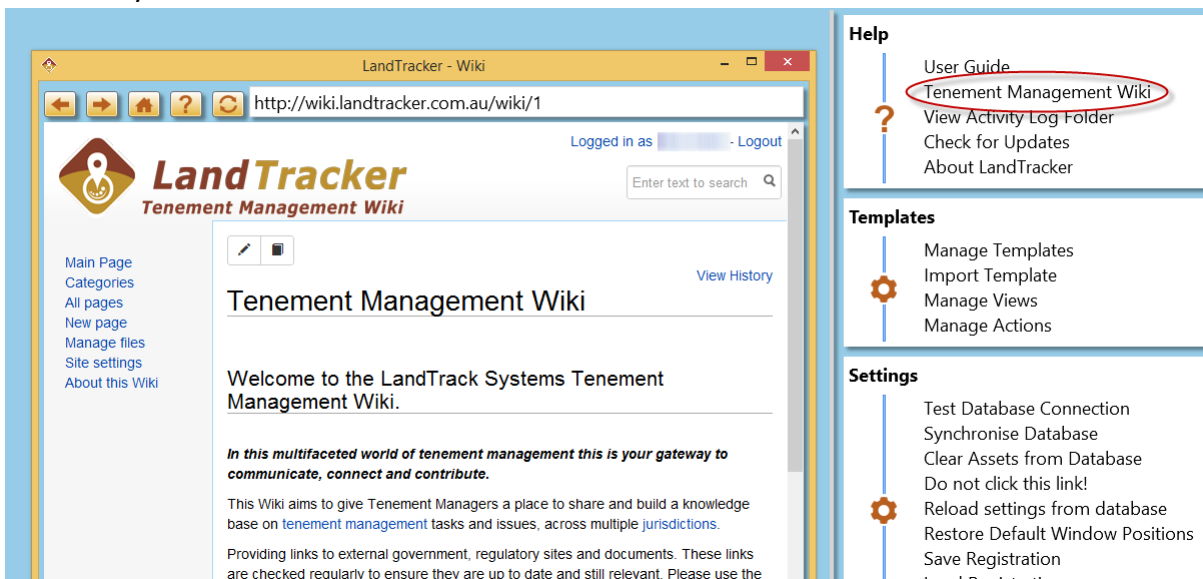 LandTracker - Wiki
http://wiki.landtracker.com.au/wiki/1
Logged in as - Logout
LandTracker
Tenement Management Wiki
Enter text to search
Main Page
Categories
All pages
New page
Manage files
Site settings
About this Wiki
View History
Tenement Management Wiki
Welcome to the LandTrack Systems Tenement
Management Wiki.
In this multifaceted world of tenement management this is your gateway to
communicate, connect and contribute.
This Wiki aims to give Tenement Managers a place to share and build a knowledge
base on tenement management tasks and issues, across multiple jurisdictions.
Providing links to external government, regulatory sites and documents. These links
are checked regularly to ensure they are up to date and still relevant. Please use the
Help
User Guide
Tenement Management Wiki
View Activity Log Folder
Check for Updates
About LandTracker
Templates
Manage Templates
Import Template
Manage Views
Manage Actions
Settings
Test Database Connection
Synchronise Database
Clear Assets from Database
Do not click this link!
Reload settings from database
Restore Default Window Positions
Save Registration